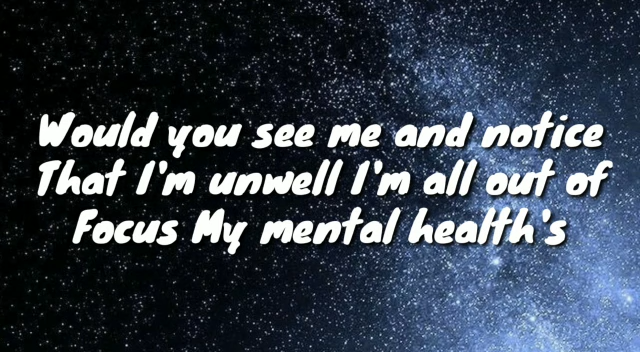 Would you see me and notice
That I'm unwell I'm all out of
Focus My mental health's